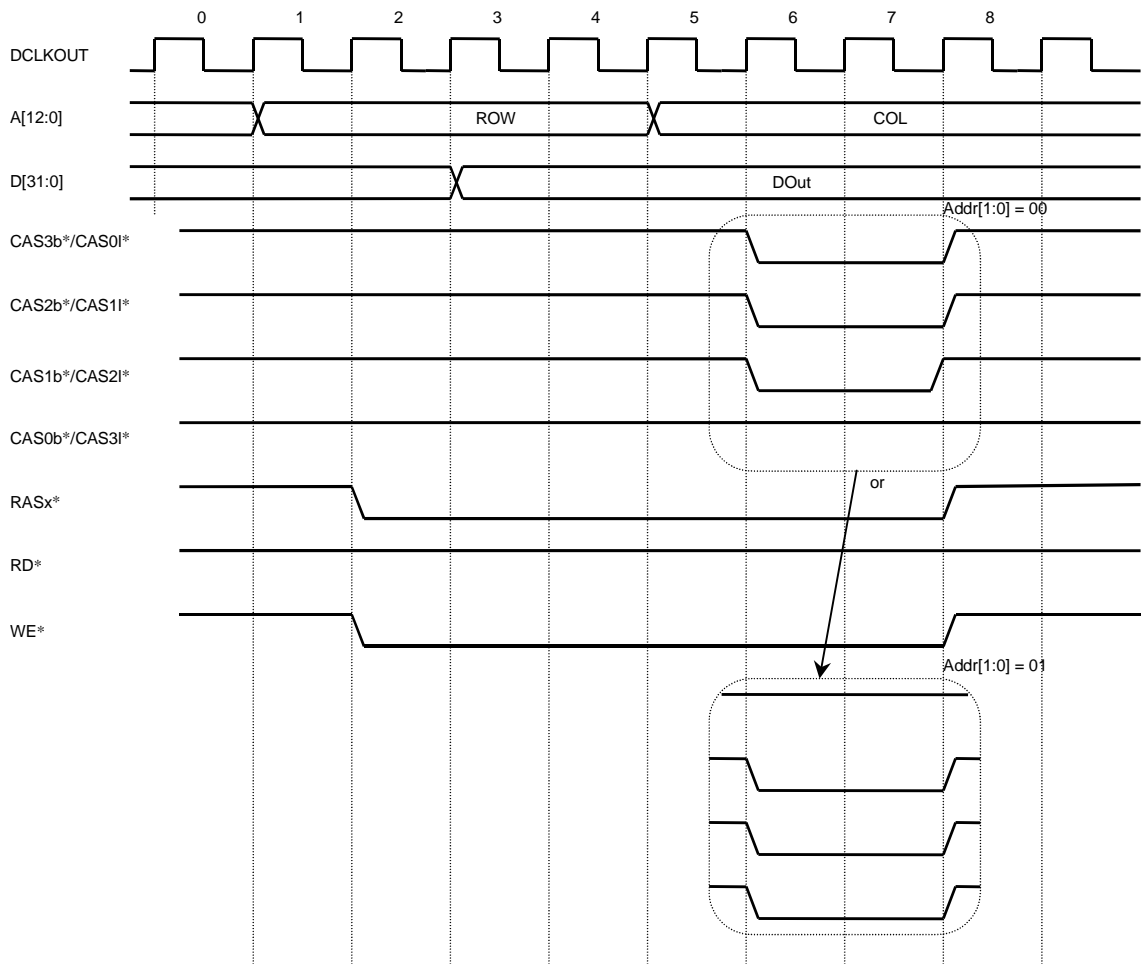 0 1 2 3 4 5 6 7 8
DCLKOUT
A[12:0] ROW COL
D[31:0] DOut
Addr[1:0] = 00
CAS3b*/CAS0l*
CAS2b*/CAS1l*
CAS1b*/CAS2l*
CAS0b*/CAS3l*
RASx*
or
RD*
WE*
Addr[1:0] = 01